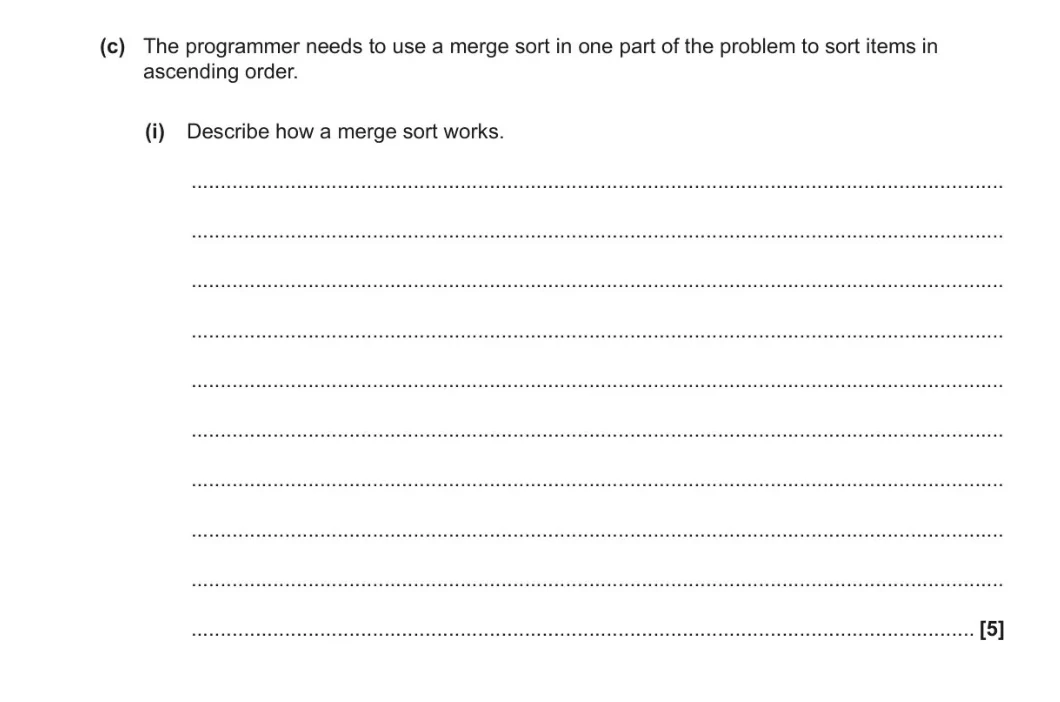 (c) The programmer needs to use a merge sort in one part of the problem to sort items in
ascending order.
(i) Describe how a merge sort works.
[5]